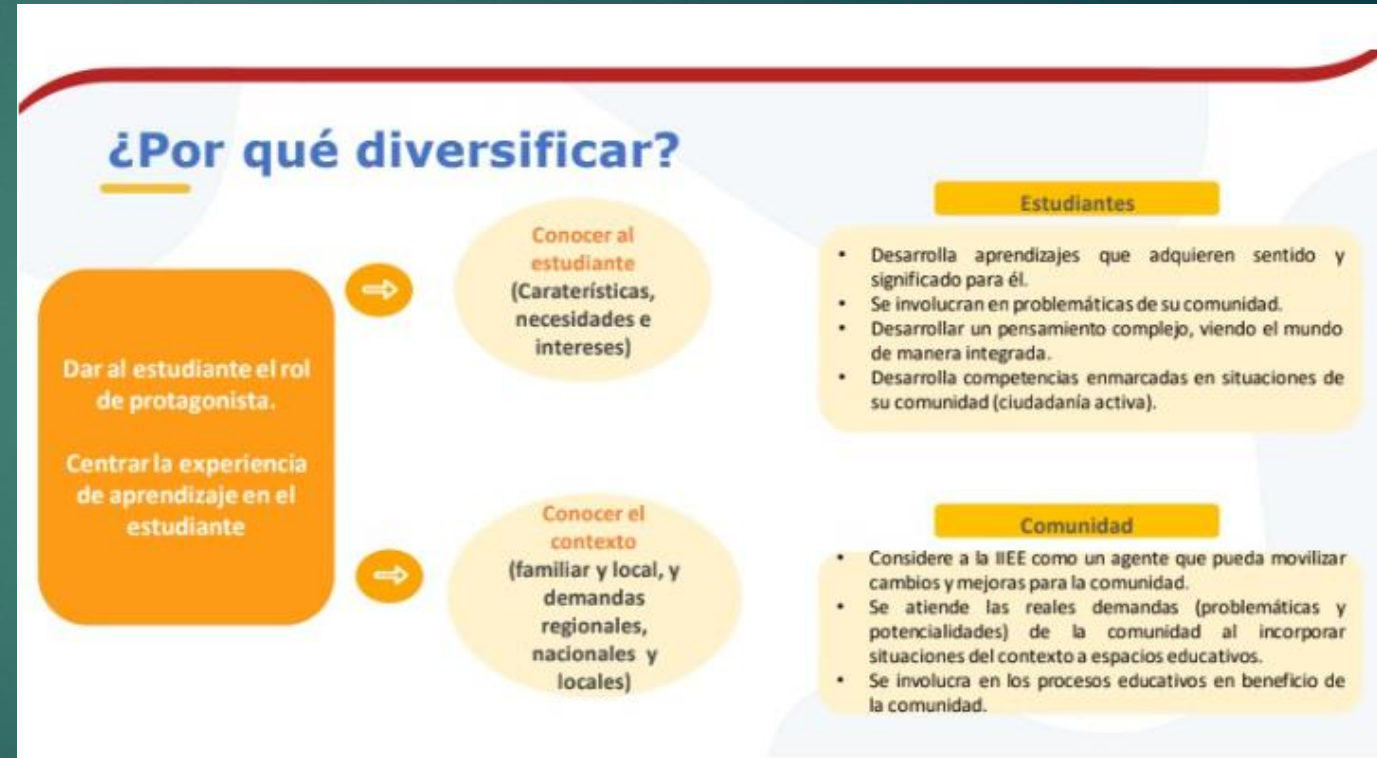 ¿Por qué diversificar?
Dar al estudiante el rol
de protagonista.
Centrar la experiencia
de aprendizaje en el
estudiante
Conocer al
estudiante
(Caraterísticas,
necesidades e
intereses)
Conocer el
contexto
(familiar y local, y
demandas
regionales,
nacionales y
locales)
Estudiantes
• Desarrolla aprendizajes que adquieren sentido y
significado para él.
• Se involucran en problemáticas de su comunidad.
• Desarrollar un pensamiento complejo, viendo el mundo
de manera integrada.
• Desarrolla competencias enmarcadas en situaciones de
su comunidad (ciudadanía activa).
Comunidad
• Considere a la IIEE como un agente que pueda movilizar
cambios y mejoras para la comunidad.
• Se atiende las reales demandas (problemáticas y
potencialidades) de la comunidad al incorporar
situaciones del contexto a espacios educativos.
• Se involucra en los procesos educativos en beneficio de
la comunidad.